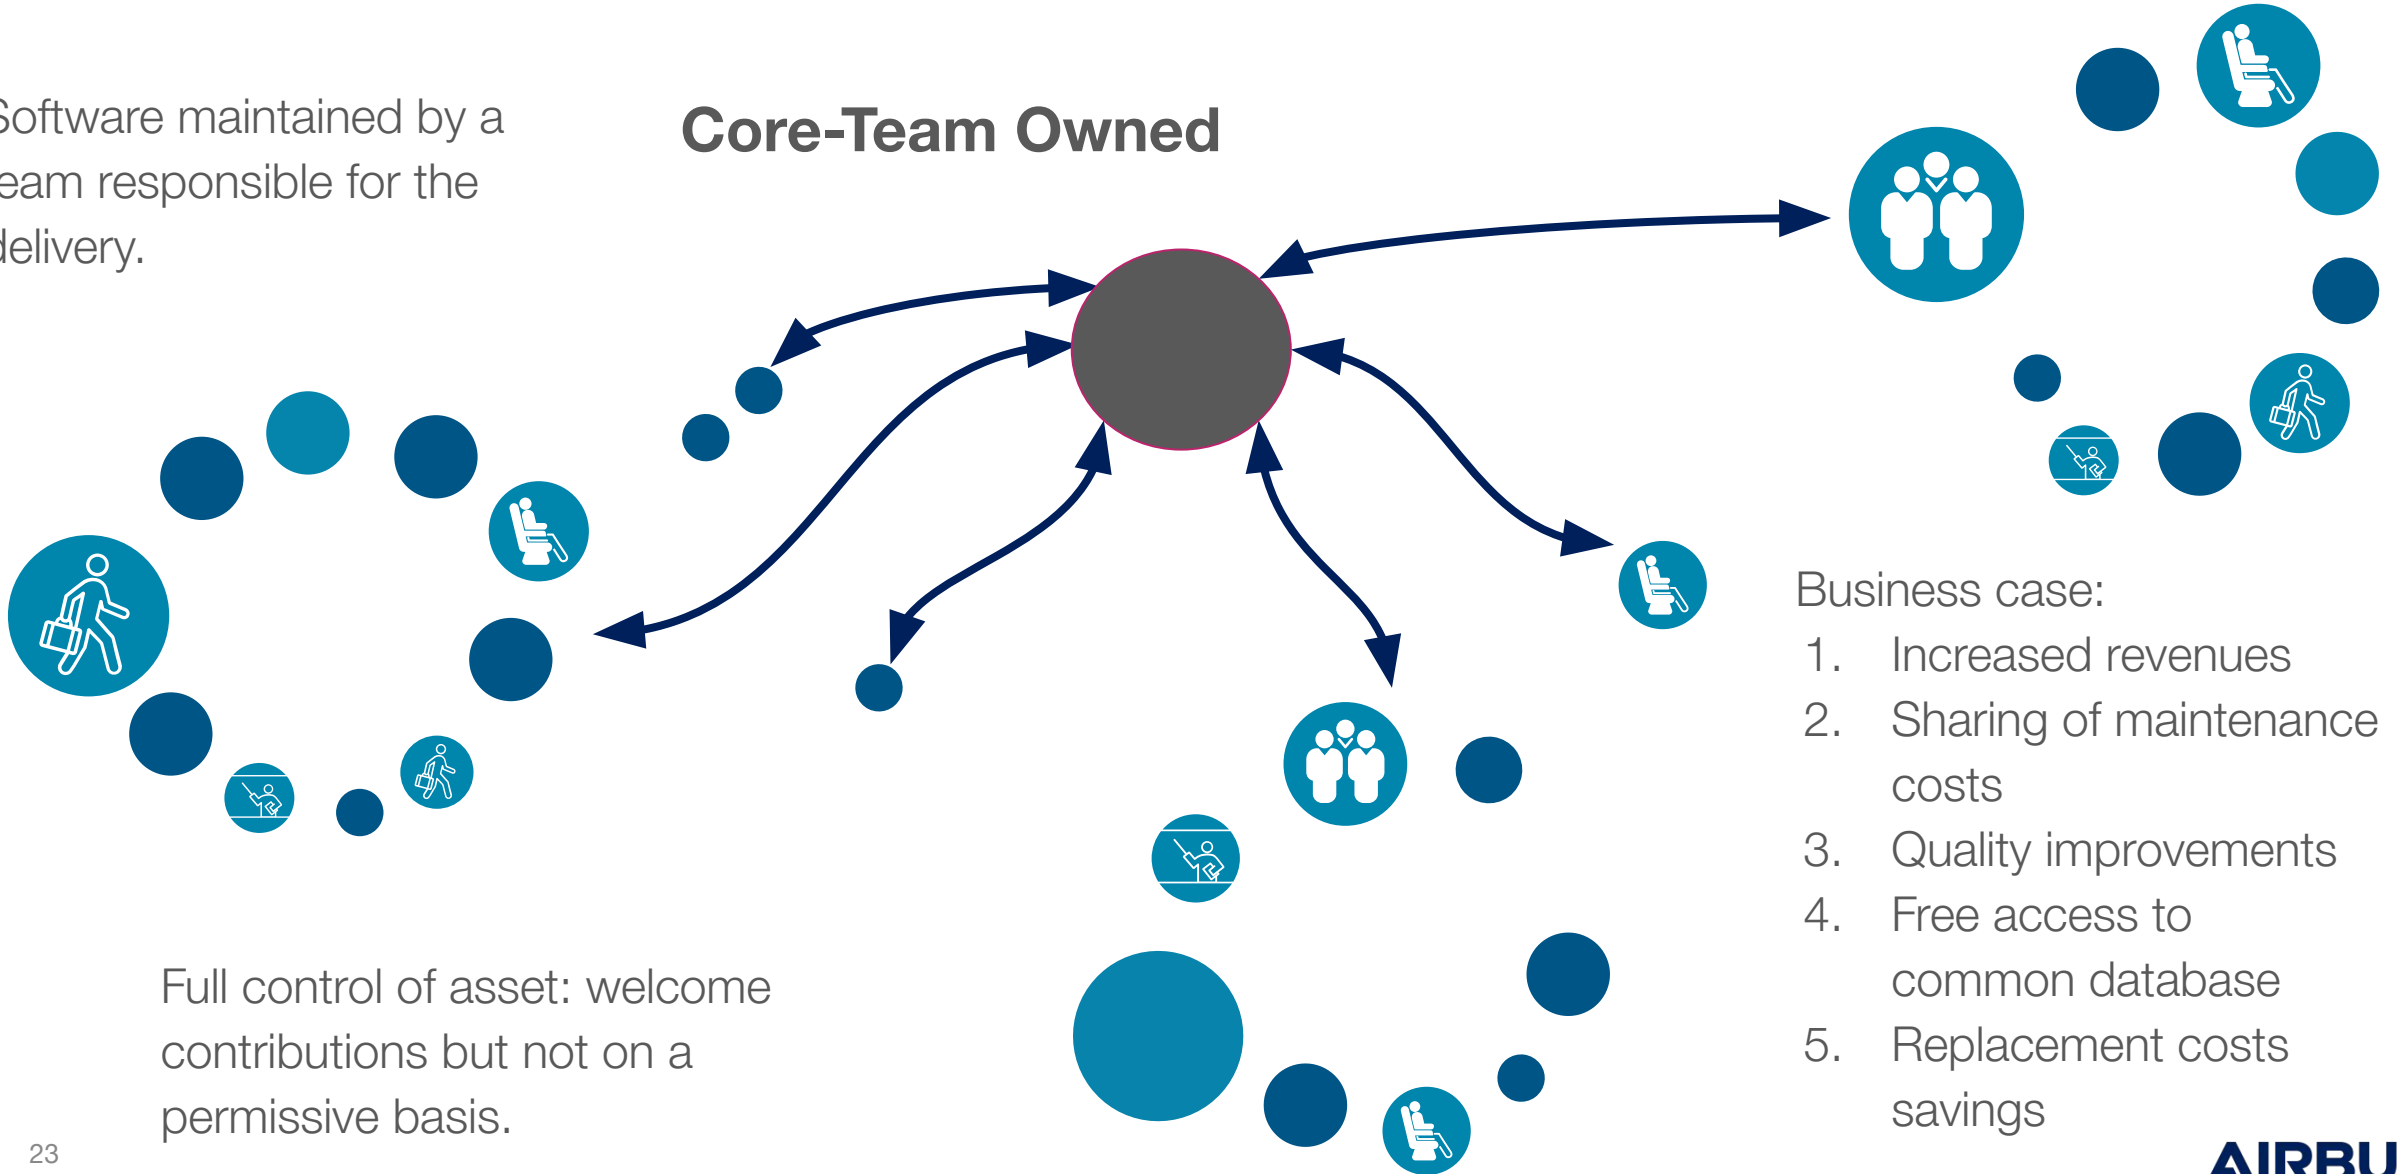 Software maintained by a
team responsible for the
delivery.
Core-Team Owned
Business case:
1. Increased revenues
2. Sharing of maintenance
costs
3. Quality improvements
4. Free access to
common database
5. Replacement costs
savings
Full control of asset: welcome
contributions but not on a
permissive basis.
23
AIRBU